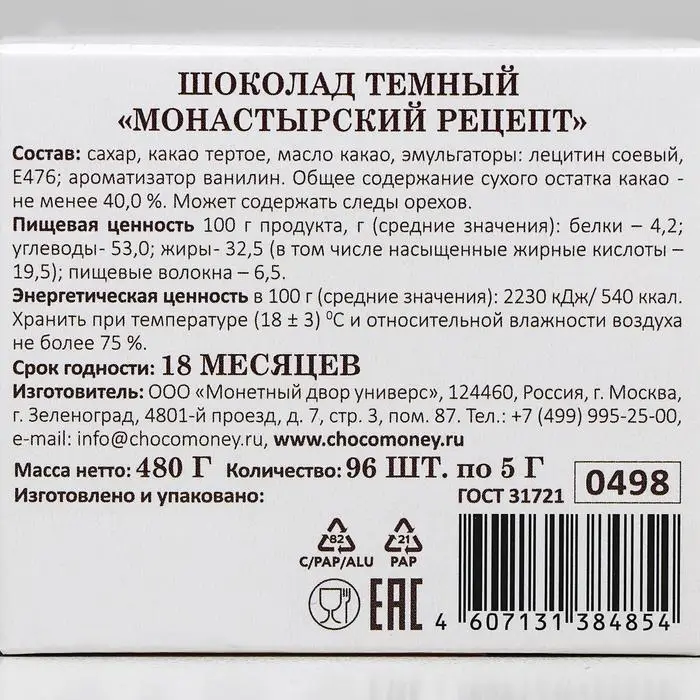 ШОКОЛАД ТЕМНЫЙ
«МОНАСТЫРСКИЙ РЕЦЕПТ»
Состав: сахар, какао тертое, масло какао, эмульгаторы: лецитин соевый,
Е476; ароматизатор ванилин. Общее содержание сухого остатка какао -
не менее 40,0 %. Может содержать следы орехов.
Пищевая ценность 100 г продукта, г (средние значения): белки – 4,2;
углеводы- 53,0; жиры- 32,5 (в том числе насыщенные жирные кислоты –
19,5); пищевые волокна – 6,5.
Энергетическая ценность в 100 г (средние значения): 2230 кДж/ 540 ккал.
Хранить при температуре (18 ± 3) ⁰С и относительной влажности воздуха
не более 75 %.
Срок годности: 18 МЕСЯЦЕВ
Изготовитель: ООО «Монетный двор универс», 124460, Россия, г. Москва,
г. Зеленоград, 4801-й проезд, д. 7, стр. 3, пом. 87. Тел.: +7 (499) 995-25-00,
e-mail: info@chocomoney.ru, www.chocomoney.ru
Масса нетто: 480 Г Количество: 96 ШТ. по 5 Г
Изготовлено и упаковано: ГОСТ 31721 0498
82 21
C/PAP/ALU PAP
EAC
4 607131 384854